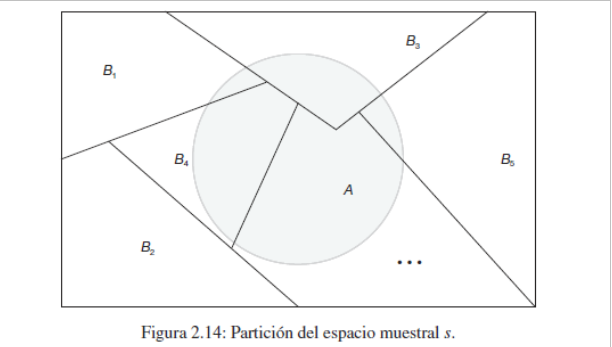 B₃
B₁
B₄
B₅
A
B₂
...
Figura 2.14: Partición del espacio muestral s.